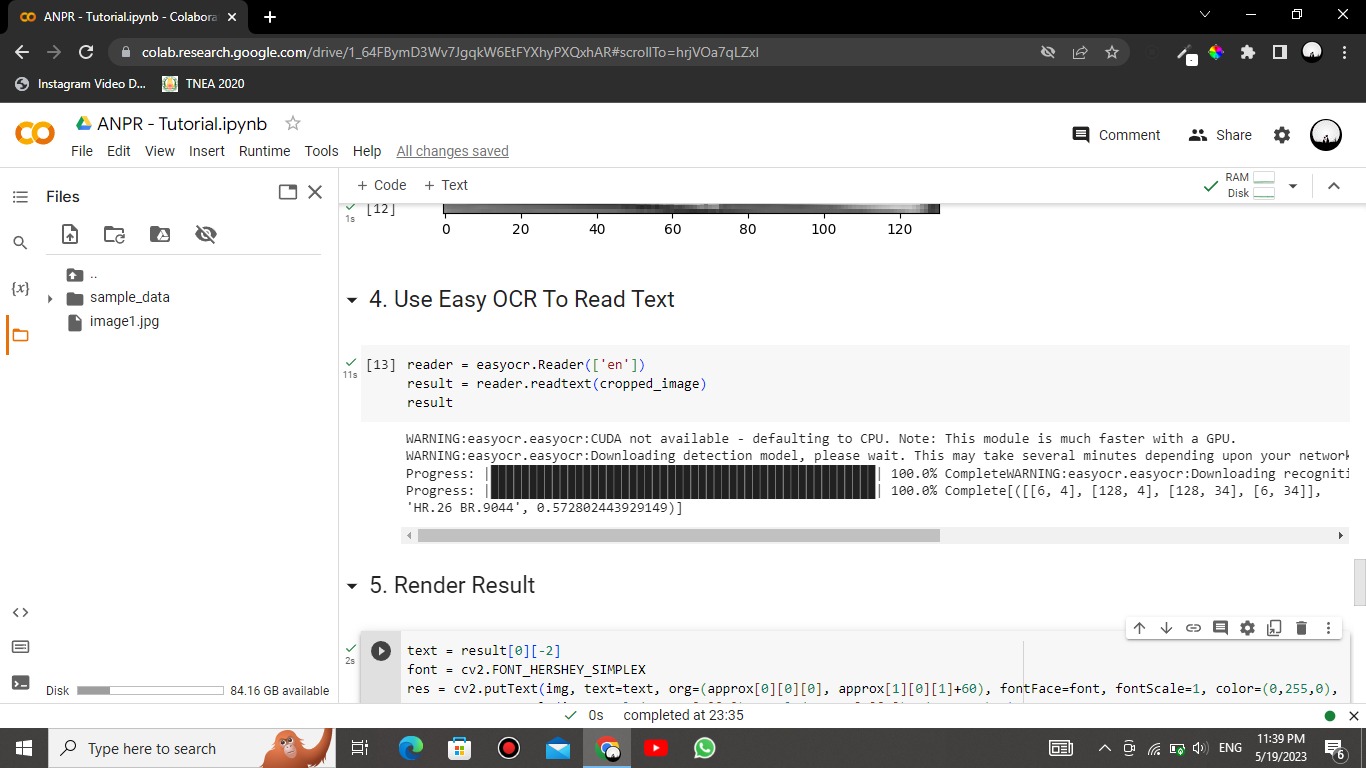 ANPR - Tutorial.ipynb - Colabora
colab.research.google.com/drive/1_64FBymD3Wv7JgqkW6EtFYXhyPXQxhAR#scrollTo=hrjVOa7qLZxI
Instagram Video D... TNEA 2020
ANPR - Tutorial.ipynb
File Edit View Insert Runtime Tools Help All changes saved
Comment Share
Files
+ Code + Text
RAM
Disk
..
sample_data
image1.jpg
{x}
Disk 84.16 GB available
[12]
1s
0 20 40 60 80 100 120
4. Use Easy OCR To Read Text
[13] reader = easyocr.Reader(['en'])
11s
result = reader.readtext(cropped_image)
result
WARNING:easyocr.easyocr:CUDA not available - defaulting to CPU. Note: This module is much faster with a GPU.
WARNING:easyocr.easyocr:Downloading detection model, please wait. This may take several minutes depending upon your network
Progress: |██████████████████████████████████████████████████| 100.0% CompleteWARNING:easyocr.easyocr:Downloading recogniti
Progress: |██████████████████████████████████████████████████| 100.0% Complete[([[6, 4], [128, 4], [128, 34], [6, 34]],
'HR.26 BR.9044', 0.572802443929149)]
5. Render Result
2s
text = result[0][-2]
font = cv2.FONT_HERSHEY_SIMPLEX
res = cv2.putText(img, text=text, org=(approx[0][0][0], approx[1][0][1]+60), fontFace=font, fontScale=1, color=(0,255,0),
0s completed at 23:35
Type here to search
ENG
11:39 PM
5/19/2023
6